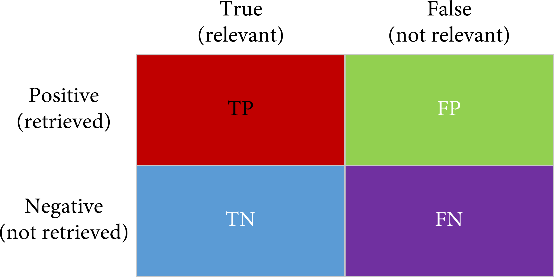 True
(relevant)
False
(not relevant)
Positive
(retrieved)
TP
FP
Negative
(not retrieved)
TN
FN